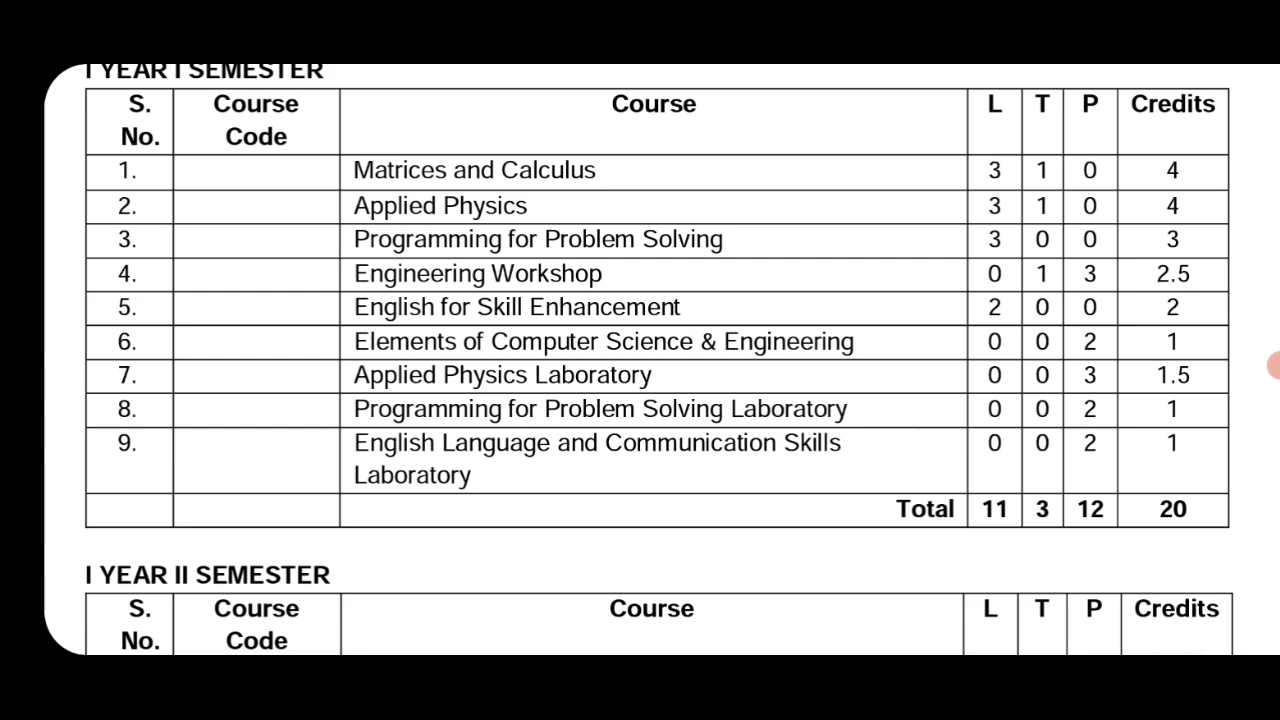 I YEAR I SEMESTER
S. No. Course Code Course L T P Credits
1. Matrices and Calculus 3 1 0 4
2. Applied Physics 3 1 0 4
3. Programming for Problem Solving 3 0 0 3
4. Engineering Workshop 0 1 3 2.5
5. English for Skill Enhancement 2 0 0 2
6. Elements of Computer Science & Engineering 0 0 2 1
7. Applied Physics Laboratory 0 0 3 1.5
8. Programming for Problem Solving Laboratory 0 0 2 1
9. English Language and Communication Skills 0 0 2 1
Laboratory
Total 11 3 12 20
I YEAR II SEMESTER
S. No. Course Code Course L T P Credits